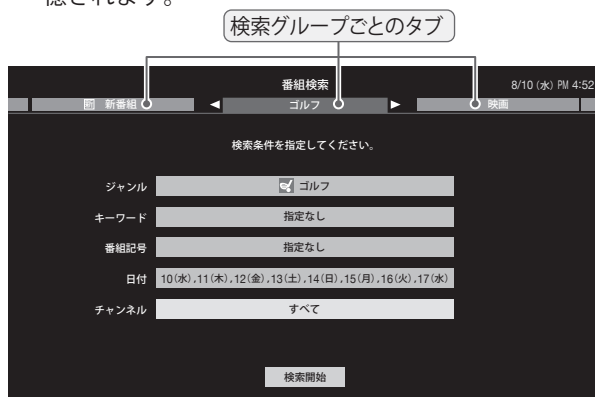 憶されます。
検索グループごとのタブ
番組検索 8/10 (水) PM 4:52
新 新番組 ◀ ゴルフ ▶ 映画
検索条件を指定してください。
ジャンル ゴルフ
キーワード 指定なし
番組記号 指定なし
日付 10(水),11(木),12(金),13(土),14(日),15(月),16(火),17(水)
チャンネル すべて
検索開始